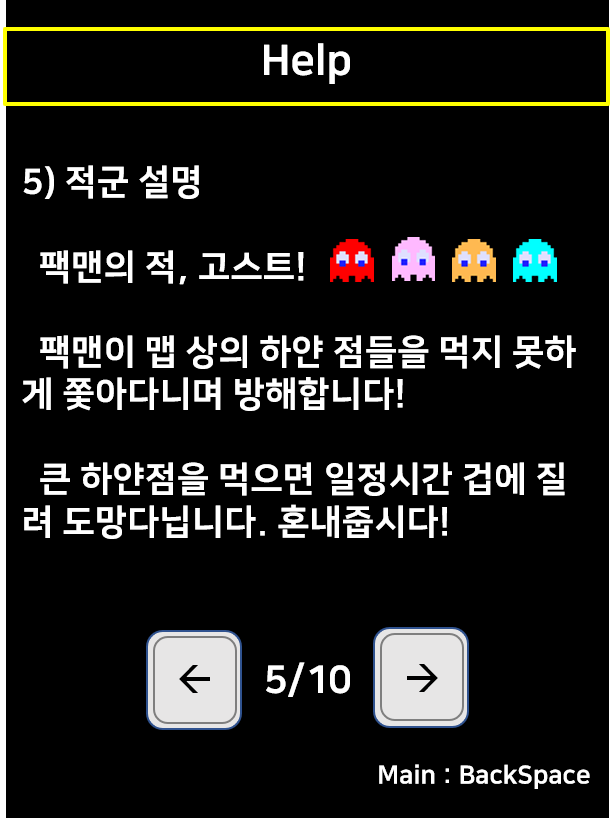 Help
5) 적군 설명
팩맨의 적, 고스트!
팩맨이 맵 상의 하얀 점들을 먹지 못하
게 쫓아다니며 방해합니다!
큰 하얀점을 먹으면 일정시간 겁에 질
려 도망다닙니다. 혼내줍시다!
← 5/10 →
Main : BackSpace